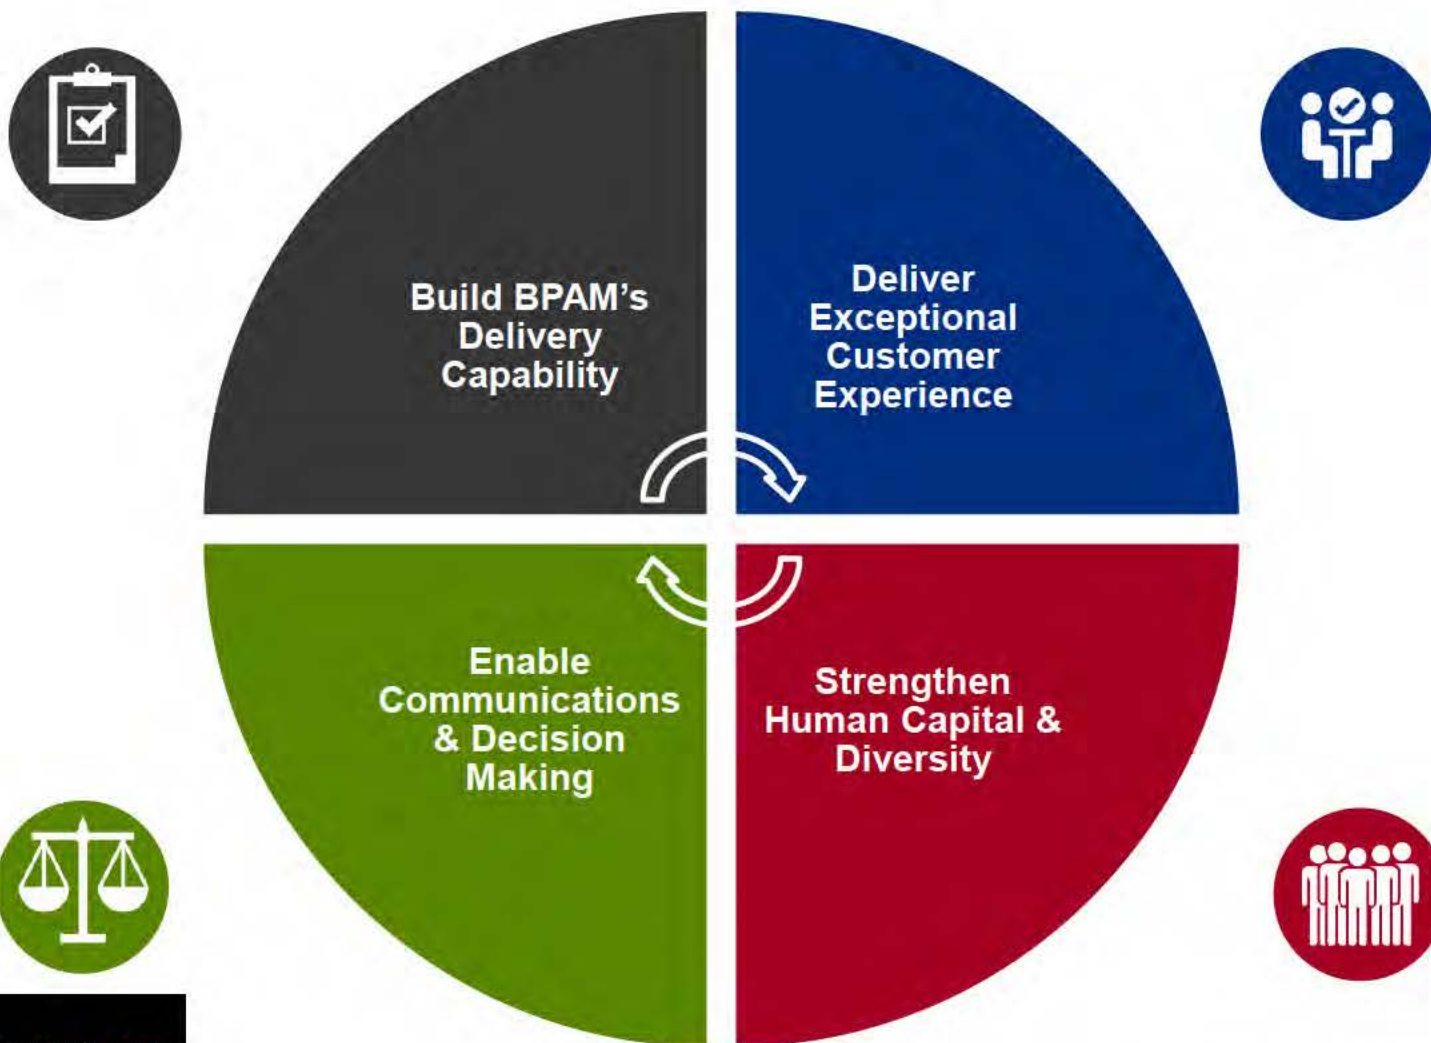 Build BPAM's
Delivery
Capability
Deliver
Exceptional
Customer
Experience
Enable
Communications
& Decision
Making
Strengthen
Human Capital &
Diversity